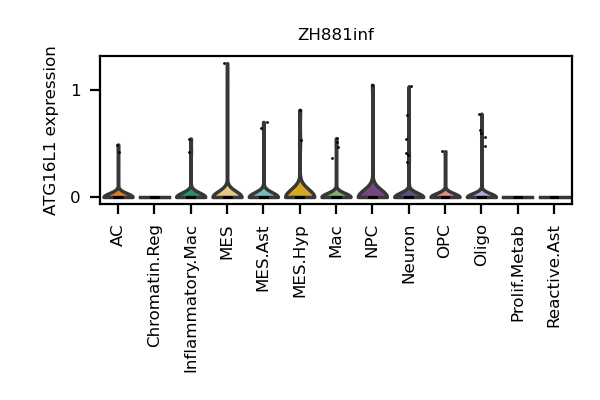 ZH881inf
ATG16L1 expression
1
0
AC
Chromatin.Reg
Inflammatory.Mac
MES
MES.Ast
MES.Hyp
Mac
NPC
Neuron
OPC
Oligo
Prolif.Metab
Reactive.Ast